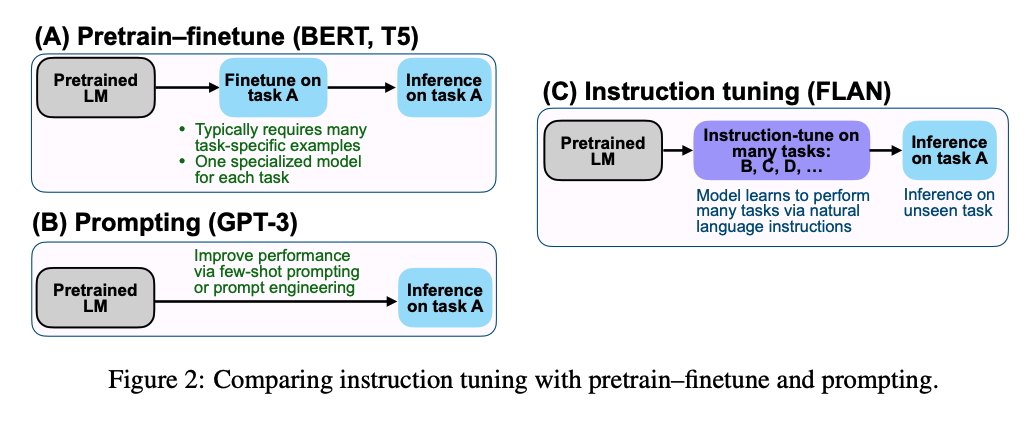 (A) Pretrain–finetune (BERT, T5)
Pretrained
LM
Finetune on
task A
Inference
on task A
• Typically requires many
task-specific examples
• One specialized model
for each task
(B) Prompting (GPT-3)
Improve performance
via few-shot prompting
or prompt engineering
Pretrained
LM
Inference
on task A
(C) Instruction tuning (FLAN)
Pretrained
LM
Instruction-tune on
many tasks:
B, C, D, …
Inference
on task A
Model learns to perform
many tasks via natural
language instructions
Inference on
unseen task
Figure 2: Comparing instruction tuning with pretrain–finetune and prompting.